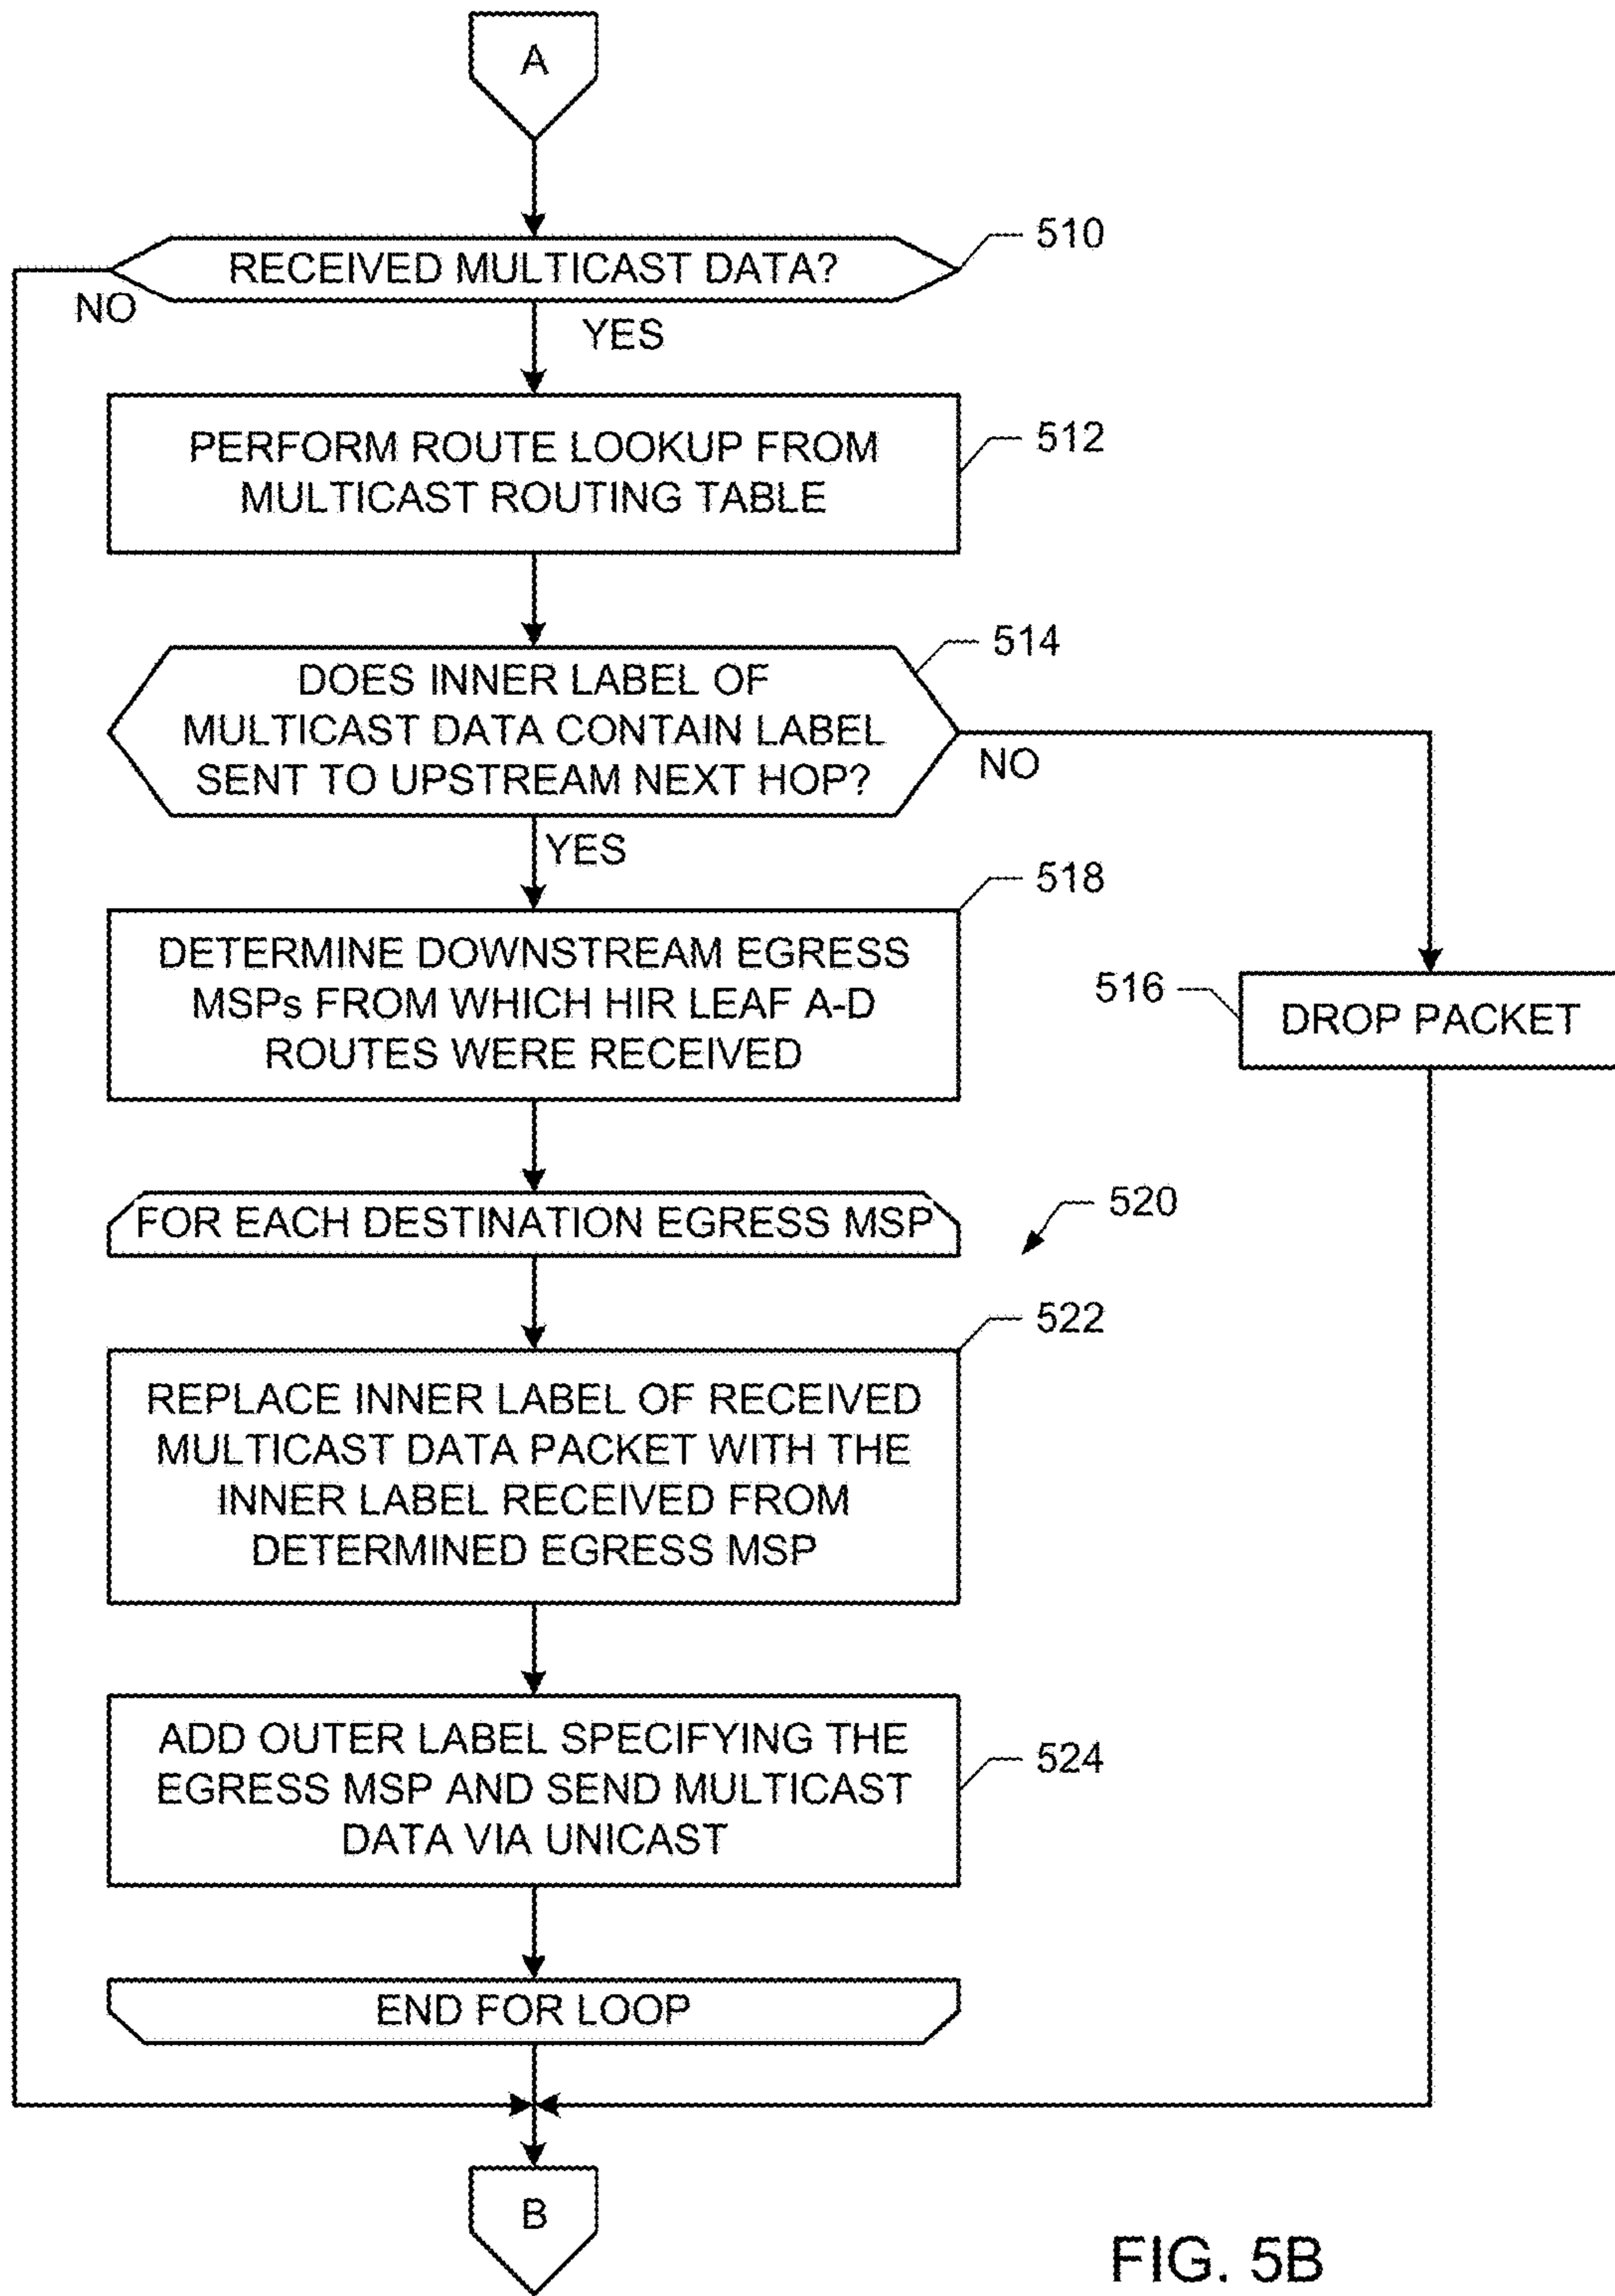 A
RECEIVED MULTICAST DATA?
510
NO
YES
PERFORM ROUTE LOOKUP FROM
MULTICAST ROUTING TABLE
512
DOES INNER LABEL OF
MULTICAST DATA CONTAIN LABEL
SENT TO UPSTREAM NEXT HOP?
514
NO
YES
518
DETERMINE DOWNSTREAM EGRESS
MSPs FROM WHICH HIR LEAF A-D
ROUTES WERE RECEIVED
516
DROP PACKET
FOR EACH DESTINATION EGRESS MSP
520
522
REPLACE INNER LABEL OF RECEIVED
MULTICAST DATA PACKET WITH THE
INNER LABEL RECEIVED FROM
DETERMINED EGRESS MSP
ADD OUTER LABEL SPECIFYING THE
EGRESS MSP AND SEND MULTICAST
DATA VIA UNICAST
524
END FOR LOOP
B
FIG. 5B